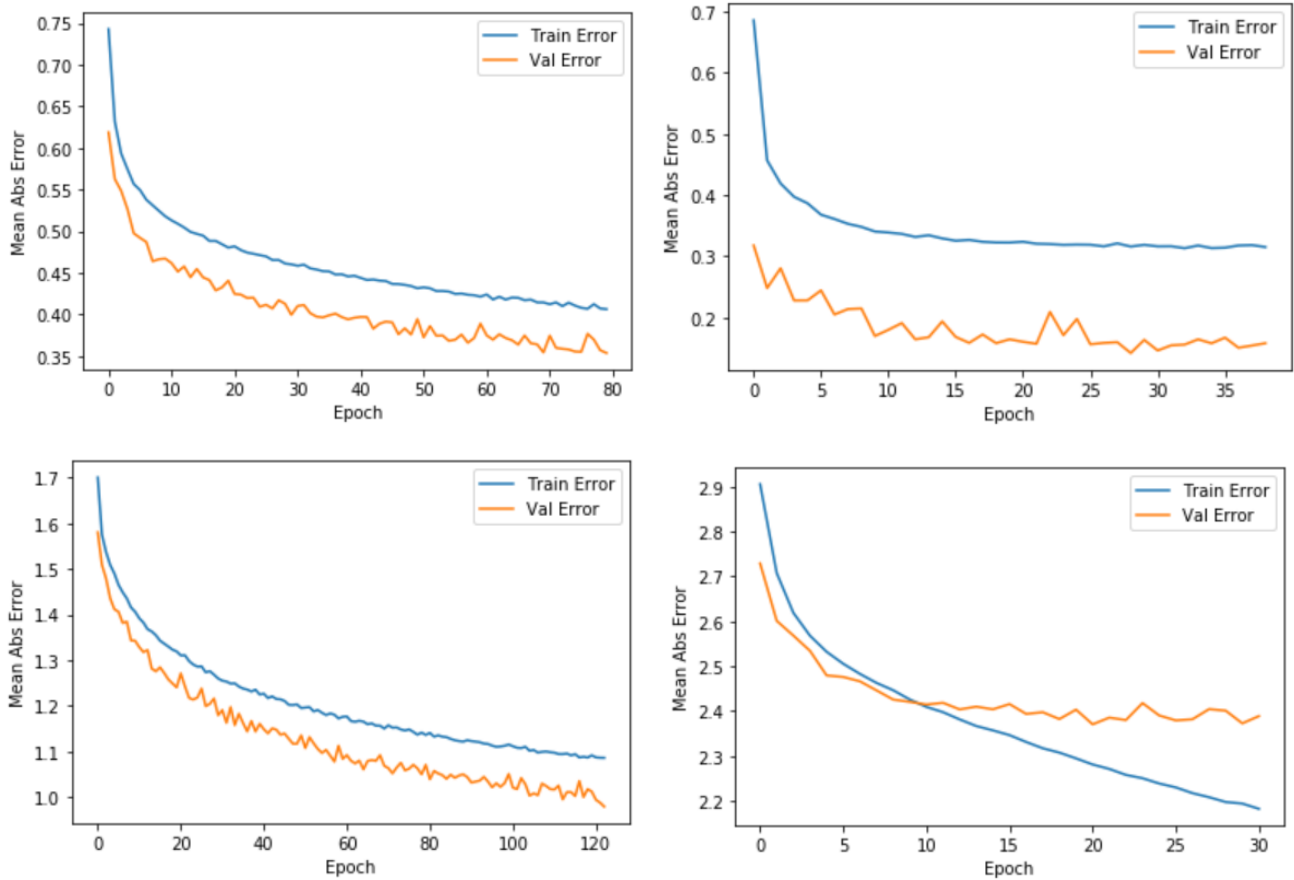 Train Error
Val Error
Mean Abs Error
0.75
0.70
0.65
0.60
0.55
0.50
0.45
0.40
0.35
0 10 20 30 40 50 60 70 80
Epoch
Train Error
Val Error
Mean Abs Error
0.7
0.6
0.5
0.4
0.3
0.2
0 5 10 15 20 25 30 35
Epoch
Train Error
Val Error
Mean Abs Error
1.7
1.6
1.5
1.4
1.3
1.2
1.1
1.0
0 20 40 60 80 100 120
Epoch
Train Error
Val Error
Mean Abs Error
2.9
2.8
2.7
2.6
2.5
2.4
2.3
2.2
0 5 10 15 20 25 30
Epoch